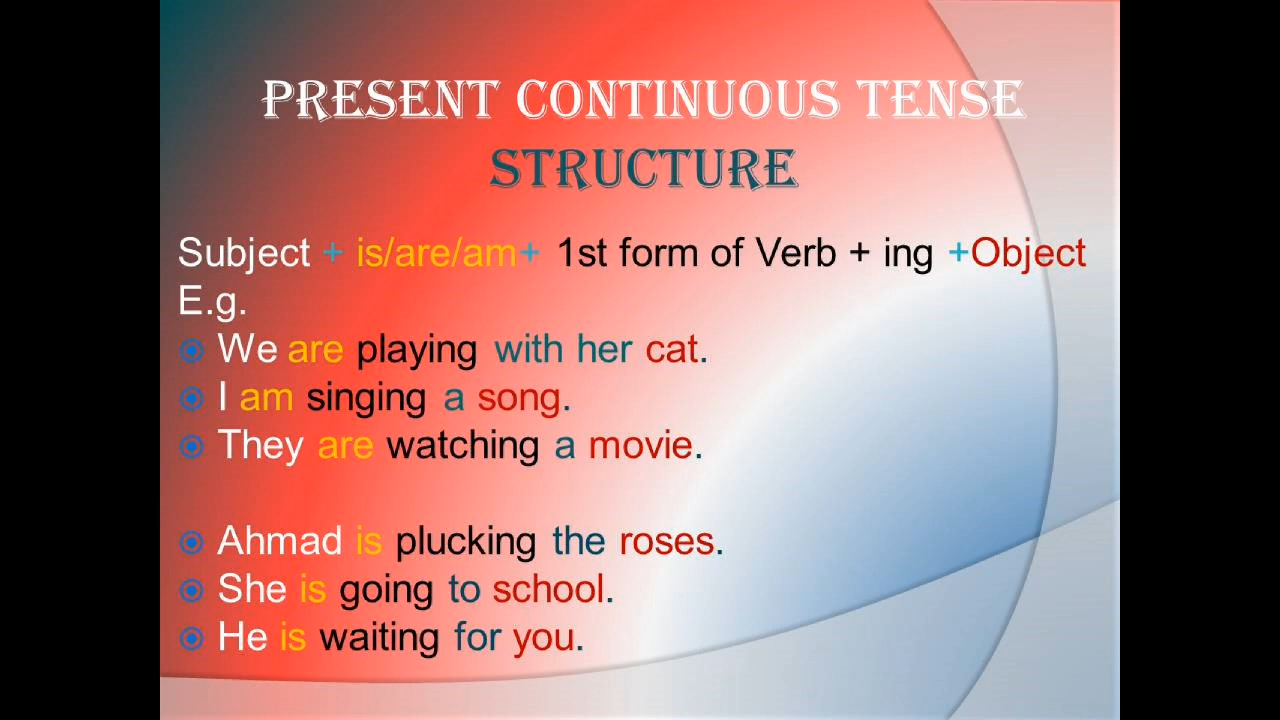 PRESENT CONTINUOUS TENSE
STRUCTURE
Subject + is/are/am+ 1st form of Verb + ing +Object
E.g.
We are playing with her cat.
I am singing a song.
They are watching a movie.
Ahmad is plucking the roses.
She is going to school.
He is waiting for you.